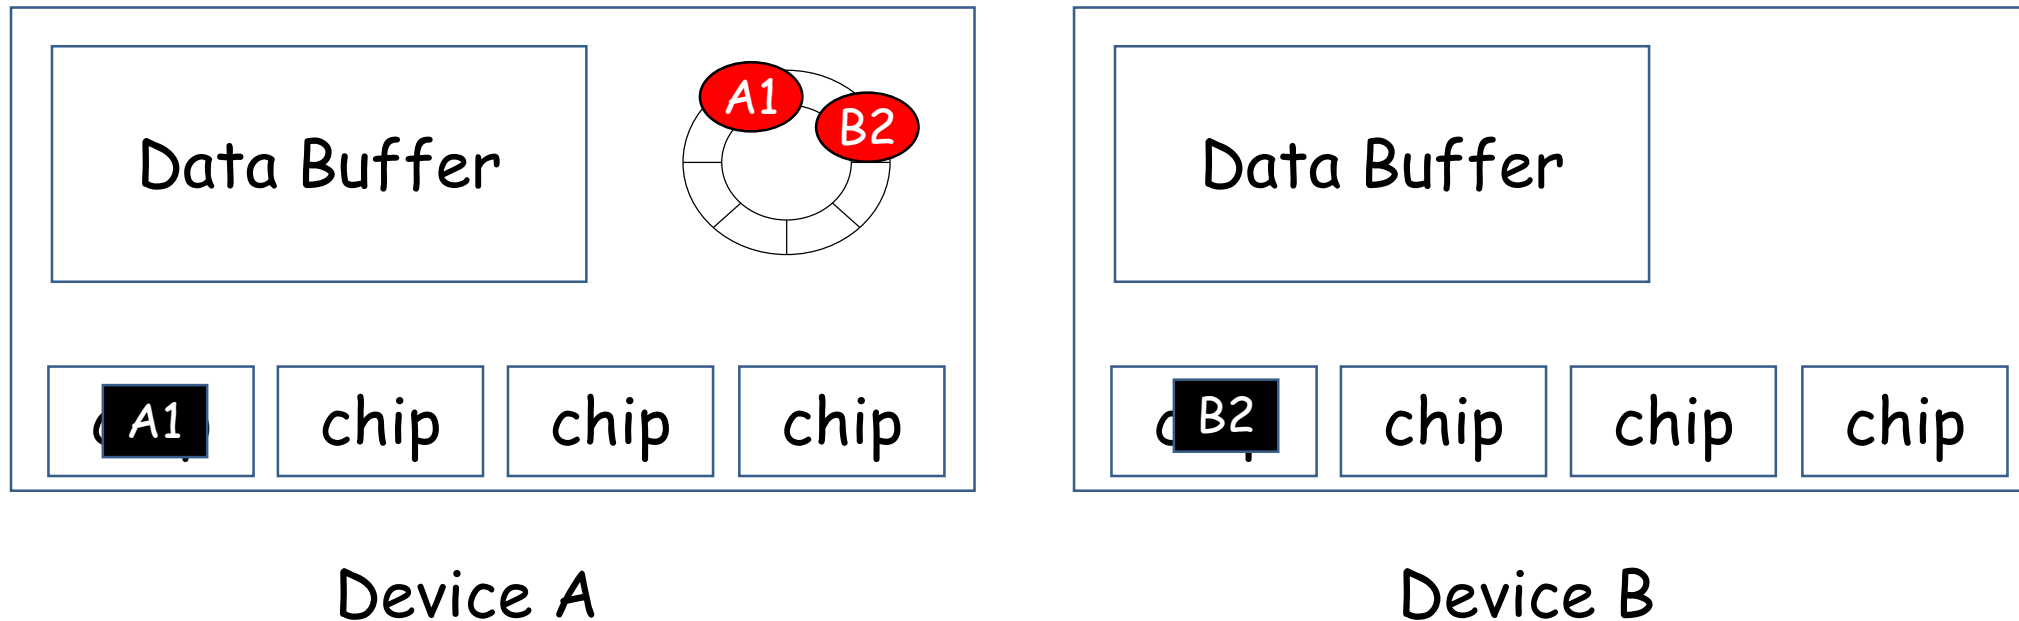 A1
B2
Data Buffer
Data Buffer
A1
chip
chip
chip
B2
chip
chip
chip
Device A
Device B